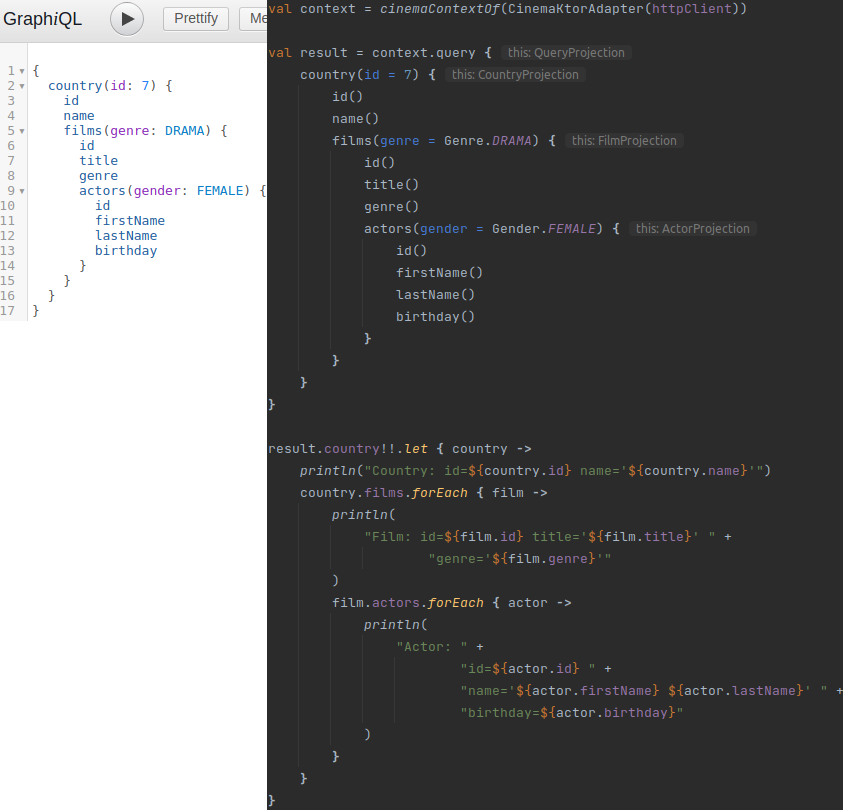 GraphiQL
Prettify
Me
1 {
2   country(id: 7) {
3     id
4     name
5     films(genre: DRAMA) {
6       id
7       title
8       genre
9       actors(gender: FEMALE) {
10         id
11         firstName
12         lastName
13         birthday
14       }
15     }
16   }
17 }
val context = cinemaContextOf(CinemaKtorAdapter(httpClient))
val result = context.query { this: QueryProjection
    country(id = 7) { this: CountryProjection
        id()
        name()
        films(genre = Genre.DRAMA) { this: FilmProjection
            id()
            title()
            genre()
            actors(gender = Gender.FEMALE) { this: ActorProjection
                id()
                firstName()
                lastName()
                birthday()
            }
        }
    }
}
result.country!!.let { country ->
    println("Country: id=${country.id} name='${country.name}'")
    country.films.forEach { film ->
        println(
            "Film: id=${film.id} title='${film.title}' " +
                    "genre='${film.genre}'"
        )
        film.actors.forEach { actor ->
            println(
                "Actor: " +
                        "id=${actor.id} " +
                        "name='${actor.firstName} ${actor.lastName}' " +
                        "birthday=${actor.birthday}"
            )
        }
    }
}